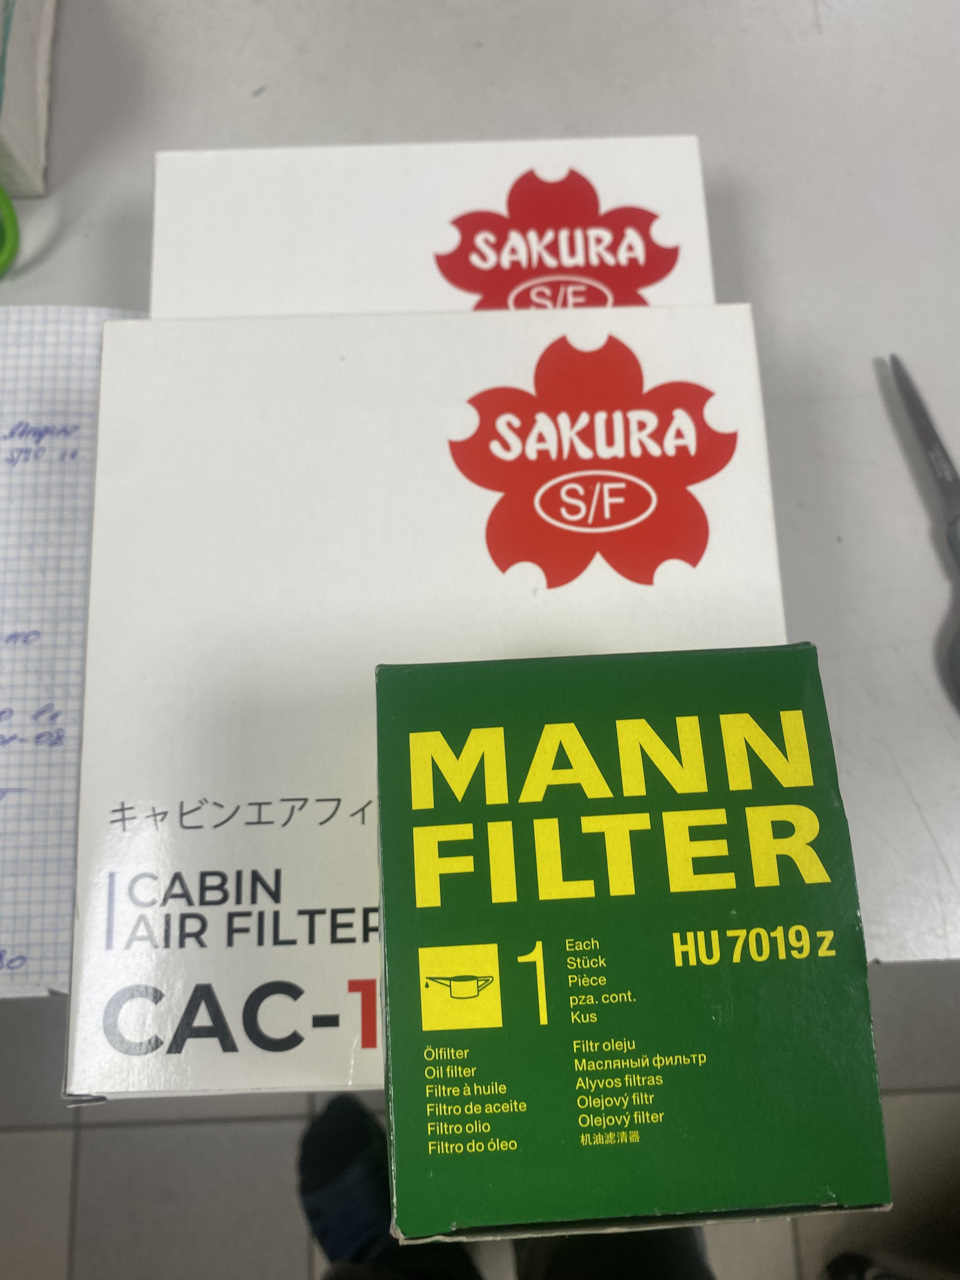 SAKURA
S/F
SAKURA
S/F
キャビンエアフィ
CABIN
AIR FILTER
CAC-1
MANN
FILTER
HU 7019 z
1
Each
Stück
Pièce
pza. cont.
Kus
Ölfilter
Oil filter
Filtre à huile
Filtro de aceite
Filtro olio
Filtro do óleo
Filtr oleju
Масляный фильтр
Alyvos filtras
Olejový filtr
Olejový filter
机油滤清器